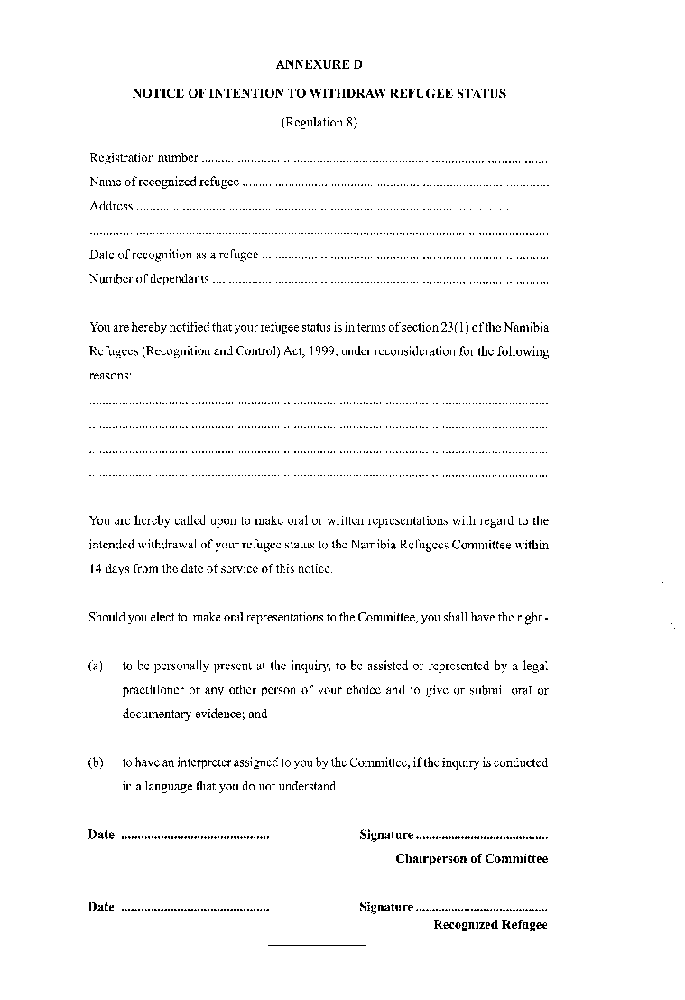 ANNEXURE D
NOTICE OF INTENTION TO WITHDRAW REFUGEE STATUS
(Regulation 8)
Registration number ..........................................................................................................
Name of recognized refugee .............................................................................................
Address ..............................................................................................................................
............................................................................................................................................
Date of recognition as a refugee .......................................................................................
Number of dependants ......................................................................................................
You are hereby notified that your refugee status is in terms of section 23(1) of the Namibia
Refugees (Recognition and Control) Act, 1999, under reconsideration for the following
reasons:
............................................................................................................................................
............................................................................................................................................
............................................................................................................................................
............................................................................................................................................
You are hereby called upon to make oral or written representations with regard to the
intended withdrawal of your refugee status to the Namibia Refugees Committee within
14 days from the date of service of this notice.
Should you elect to make oral representations to the Committee, you shall have the right -
(a) to be personally present at the inquiry, to be assisted or represented by a legal
practitioner or any other person of your choice and to give or submit oral or
documentary evidence; and
(b) to have an interpreter assigned to you by the Committee, if the inquiry is conducted
in a language that you do not understand.
Date ............................................. Signature ........................................
Chairperson of Committee
Date ............................................. Signature ........................................
Recognized Refugee